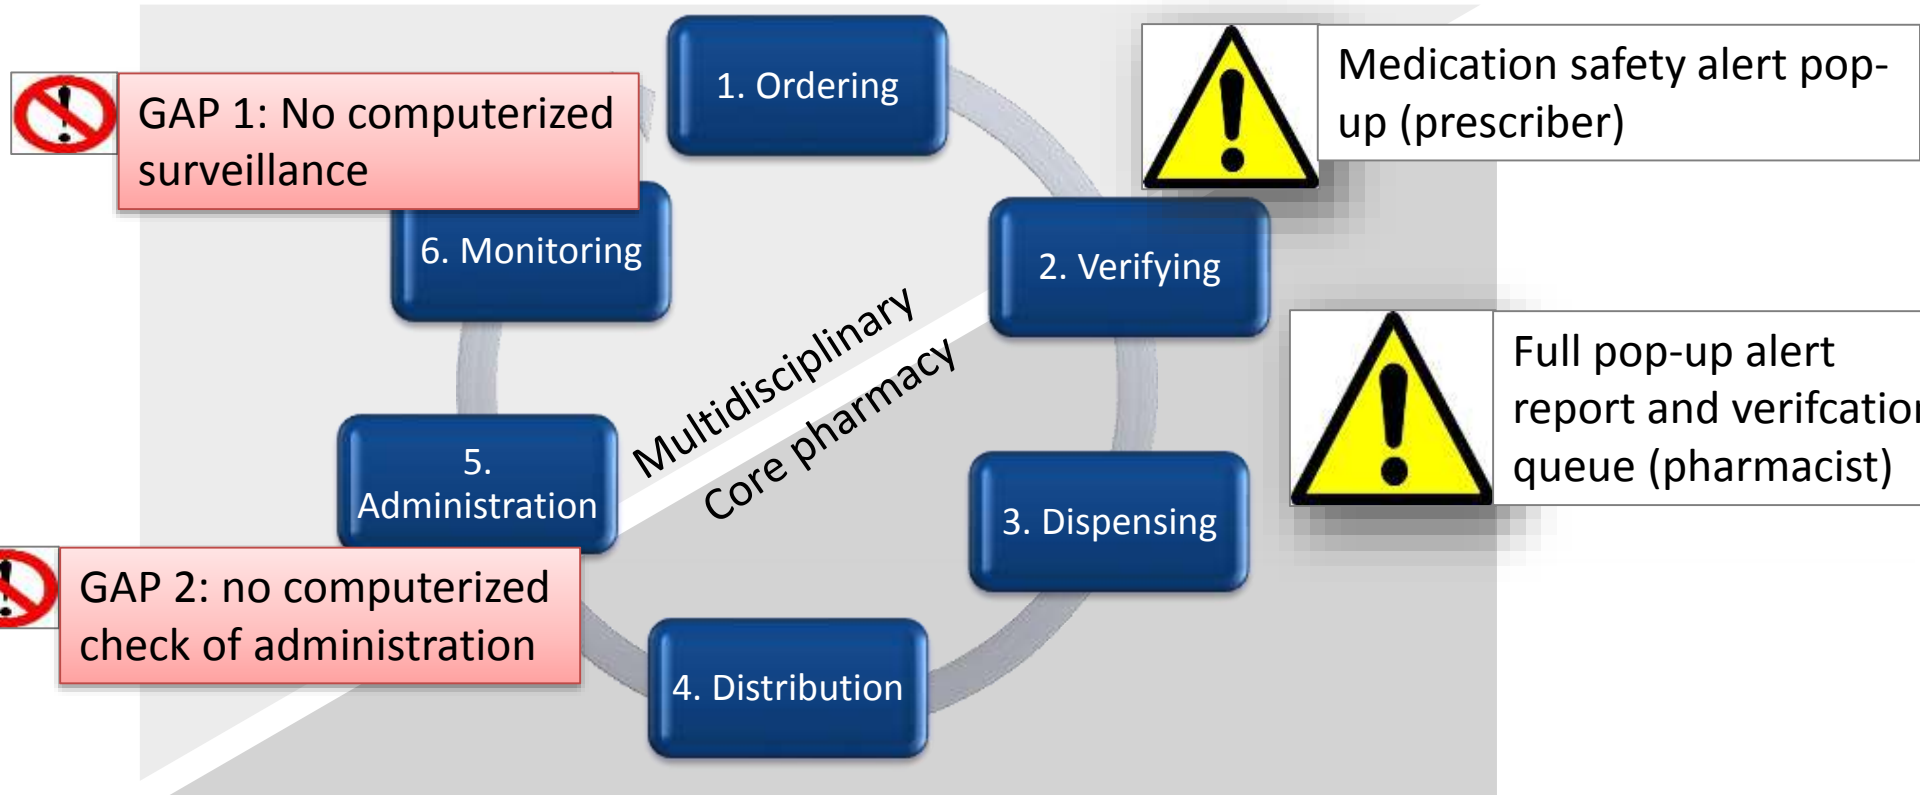 1. Ordering
Medication safety alert pop-
up (prescriber)
GAP 1: No computerized
surveillance
6. Monitoring
2. Verifying
Multidisciplinary
Core pharmacy
Full pop-up alert
report and verifcation
queue (pharmacist)
5.
Administration
3. Dispensing
GAP 2: no computerized
check of administration
4. Distribution